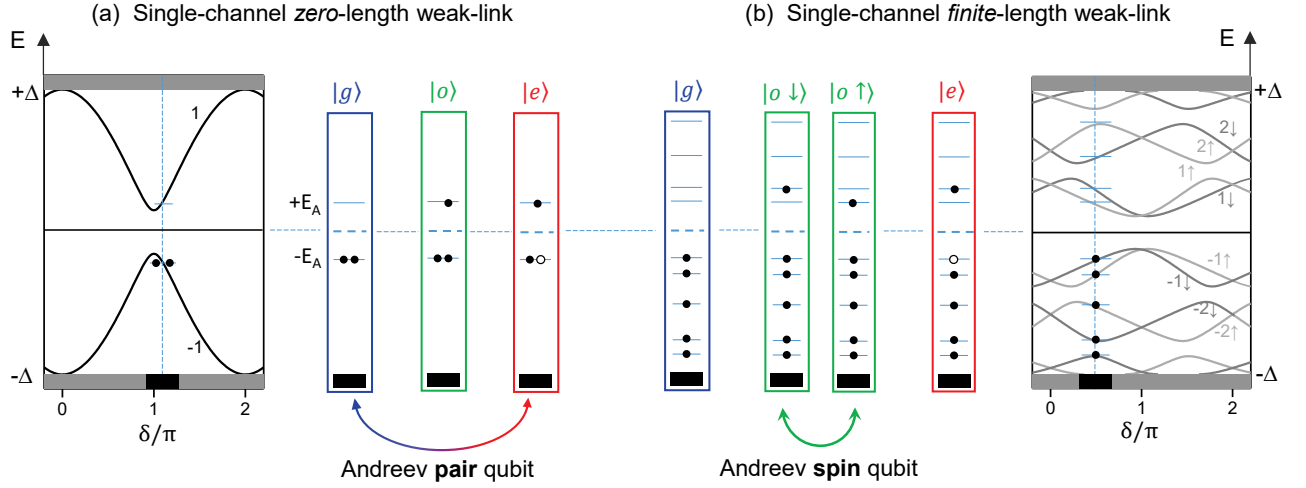 (a) Single-channel zero-length weak-link
(b) Single-channel finite-length weak-link
E
+Δ
1
-1
-Δ
0
1
2
δ/π
|g⟩
|o⟩
|e⟩
+E_A
-E_A
Andreev pair qubit
|g⟩
|o ↓⟩
|o ↑⟩
|e⟩
Andreev spin qubit
E
+Δ
2↓
2↑
1↑
1↓
-1↑
-1↓
-2↓
-2↑
-Δ
0
1
2
δ/π